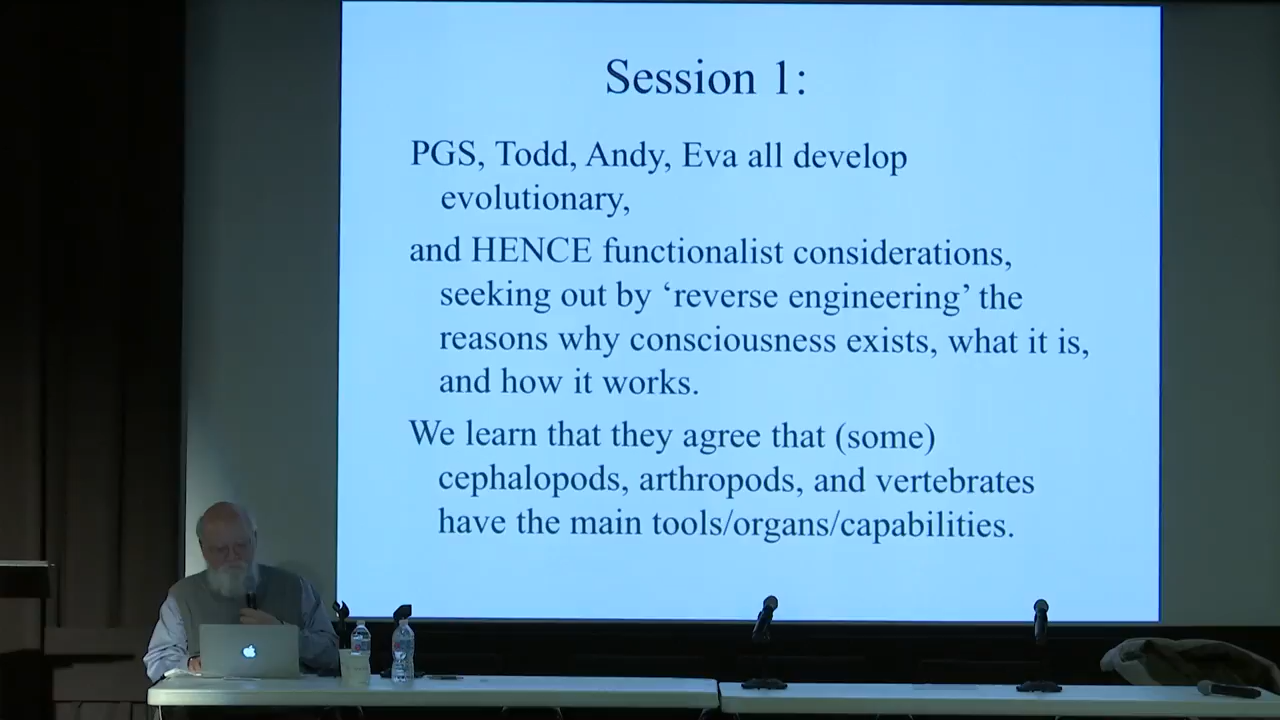 Session 1:
PGS, Todd, Andy, Eva all develop
evolutionary,
and HENCE functionalist considerations,
seeking out by ‘reverse engineering’ the
reasons why consciousness exists, what it is,
and how it works.
We learn that they agree that (some)
cephalopods, arthropods, and vertebrates
have the main tools/organs/capabilities.